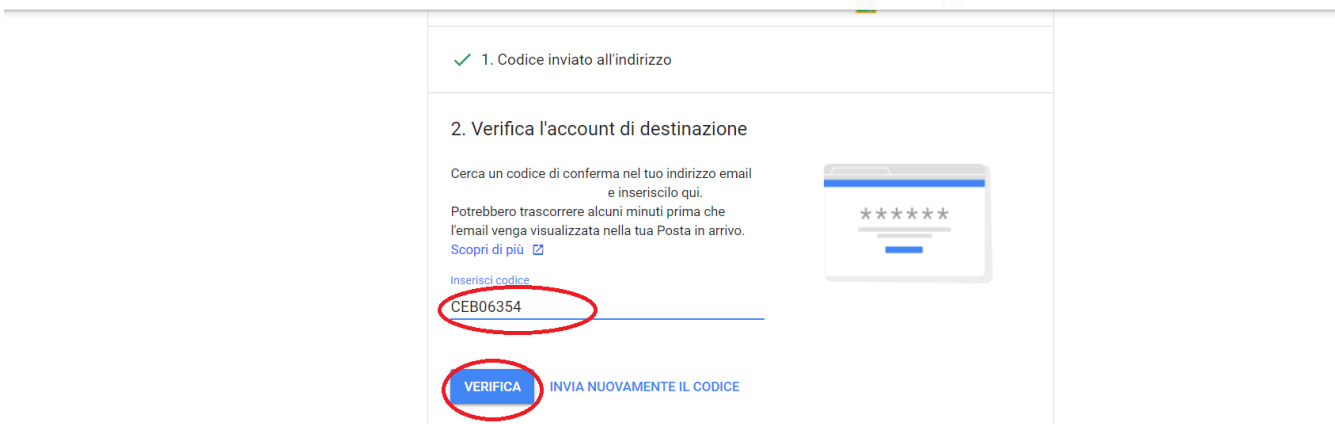 1. Codice inviato all'indirizzo
2. Verifica l'account di destinazione
Cerca un codice di conferma nel tuo indirizzo email
e inseriscilo qui.
Potrebbero trascorrere alcuni minuti prima che
l'email venga visualizzata nella tua Posta in arrivo.
Scopri di più
******
Inserisci codice
CEB06354
VERIFICA INVIA NUOVAMENTE IL CODICE